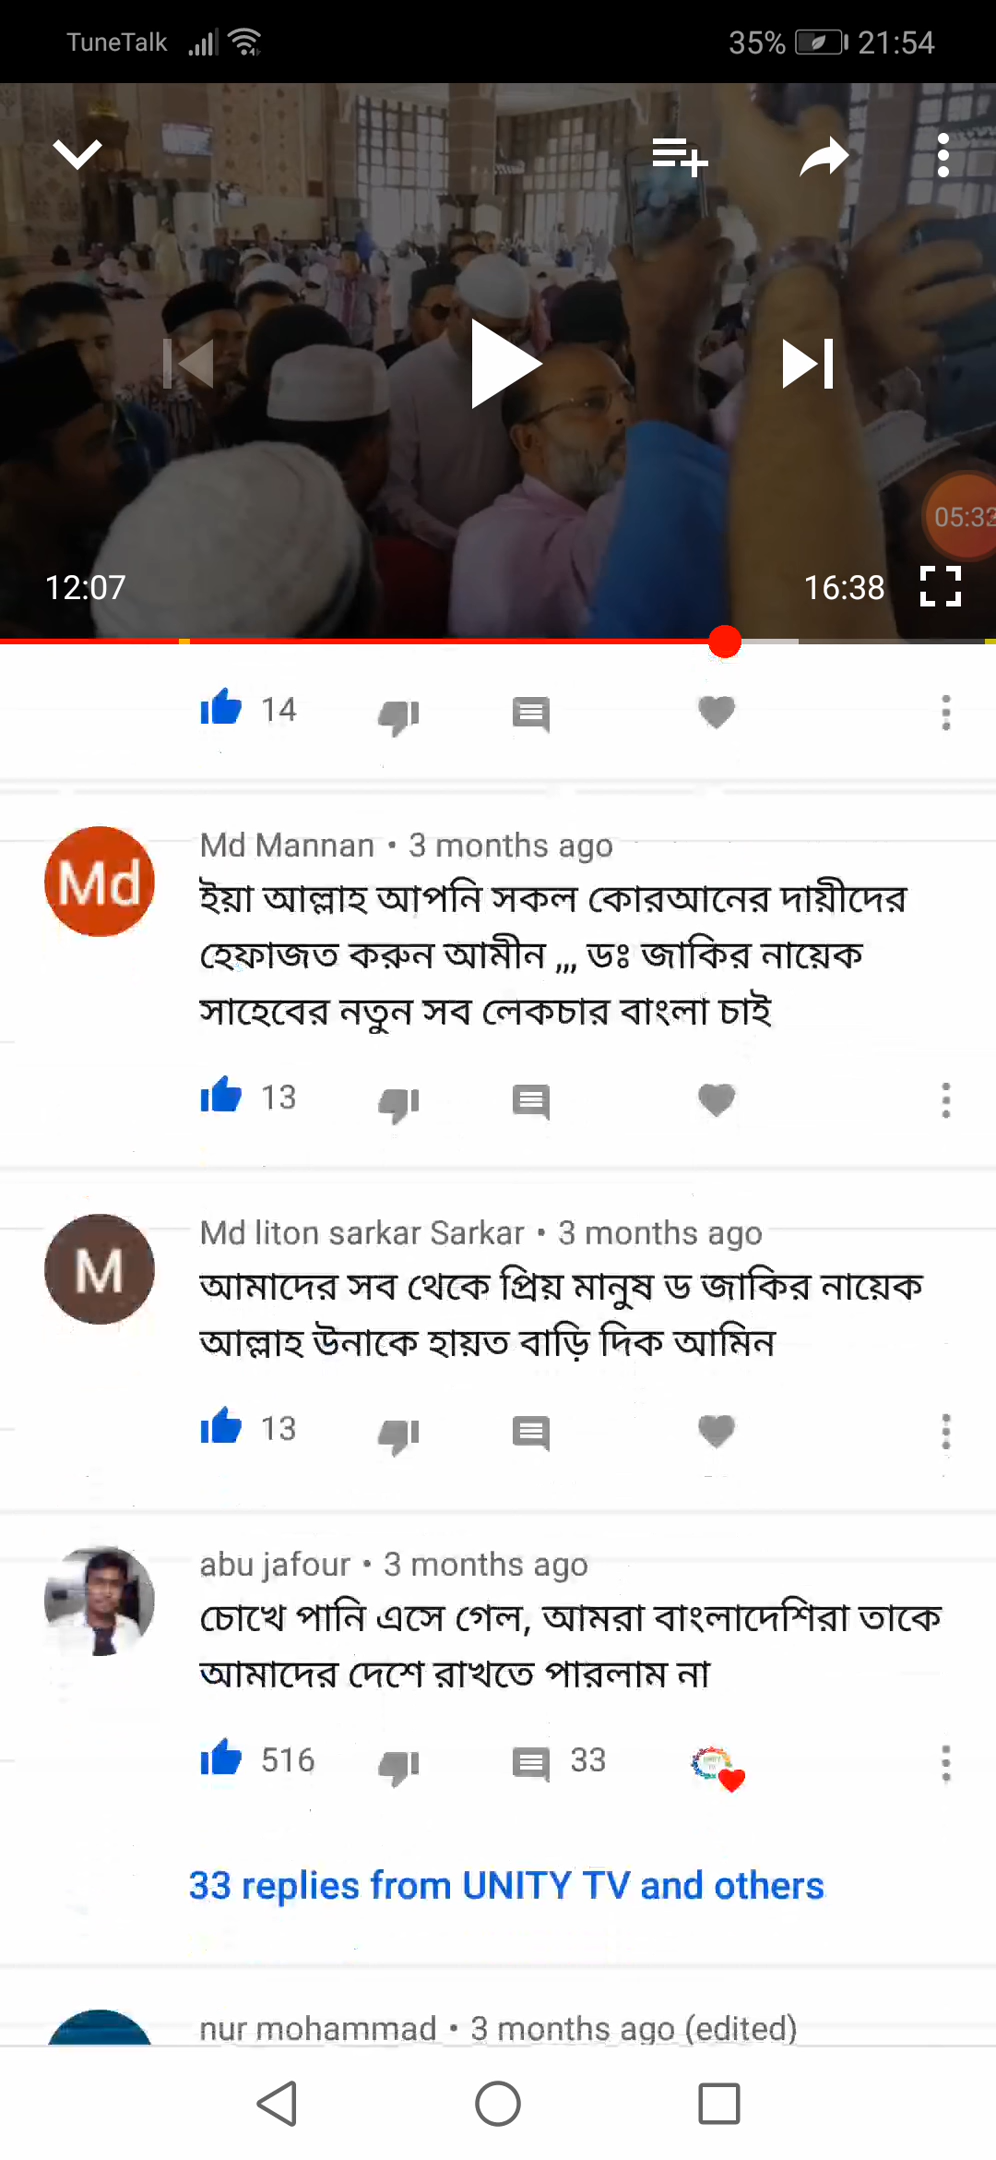 TuneTalk 35% 21:54
05:32
12:07 16:38
14
Md
Md Mannan • 3 months ago
ইয়া আল্লাহ আপনি সকল কোরআনের দায়ীদের
হেফাজত করুন আমীন ,,, ডঃ জাকির নায়েক
সাহেবের নতুন সব লেকচার বাংলা চাই
13
M
Md liton sarkar Sarkar • 3 months ago
আমাদের সব থেকে প্রিয় মানুষ ড জাকির নায়েক
আল্লাহ উনাকে হায়ত বাড়ি দিক আমিন
13
abu jafour • 3 months ago
চোখে পানি এসে গেল, আমরা বাংলাদেশিরা তাকে
আমাদের দেশে রাখতে পারলাম না
516 33
33 replies from UNITY TV and others
nur mohammad • 3 months ago (edited)